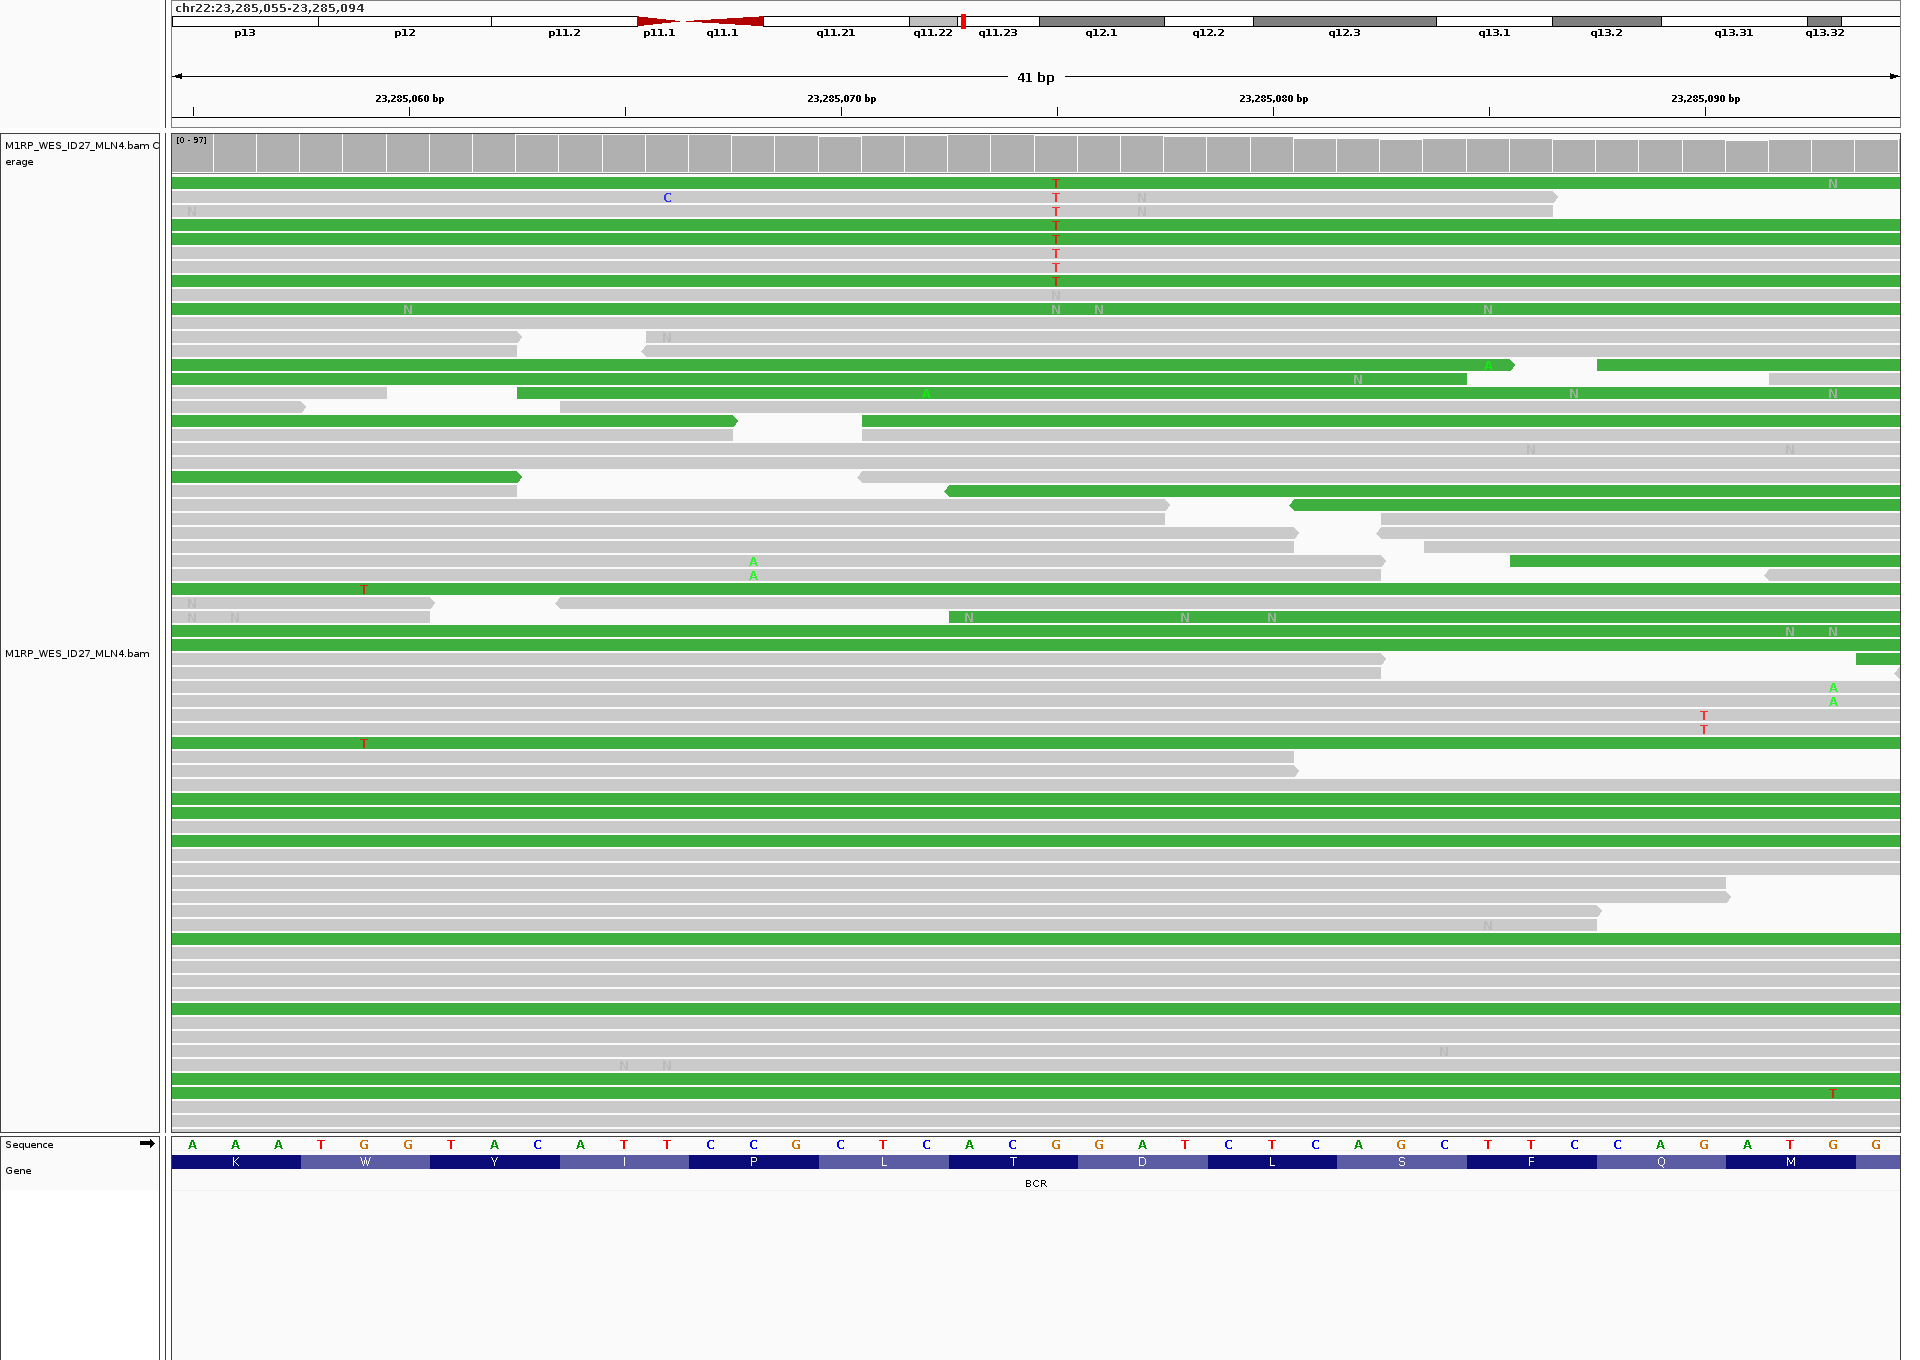 chr22:23,285,055-23,285,094
p13 p12 p11.2 p11.1 q11.1 q11.21 q11.22 q11.23 q12.1 q12.2 q12.3 q13.1 q13.2 q13.31 q13.32
41 bp
23,285,060 bp 23,285,070 bp 23,285,080 bp 23,285,090 bp
M1RP_WES_ID27_MLN4.bam C
erage
[0 - 97]
T N
C T N
N T N
T
T
T
T
T
N
N N N N
N
A
N
A N N
N N
A
A
T
N
N N N N N
N N
M1RP_WES_ID27_MLN4.bam
A
A
T
T
T
N
N
N N
T
Sequence A A A T G G T A C A T T C C G C T C A C G G A T C T C A G C T T C C A G A T G G
Gene K W Y I P L T D L S F Q M
BCR